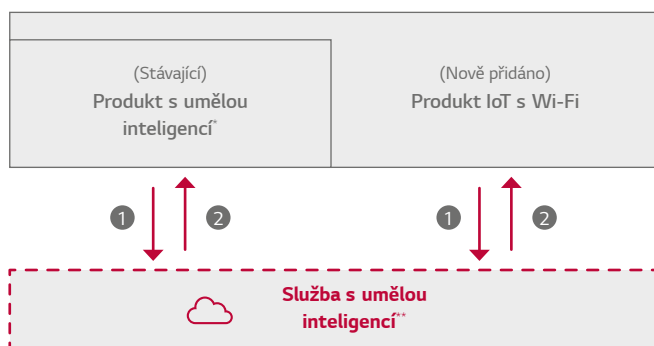 (Stávající)
Produkt s umělou
inteligencí*
(Nově přidáno)
Produkt IoT s Wi-Fi
1
2
1
2
Služba s umělou
inteligencí**